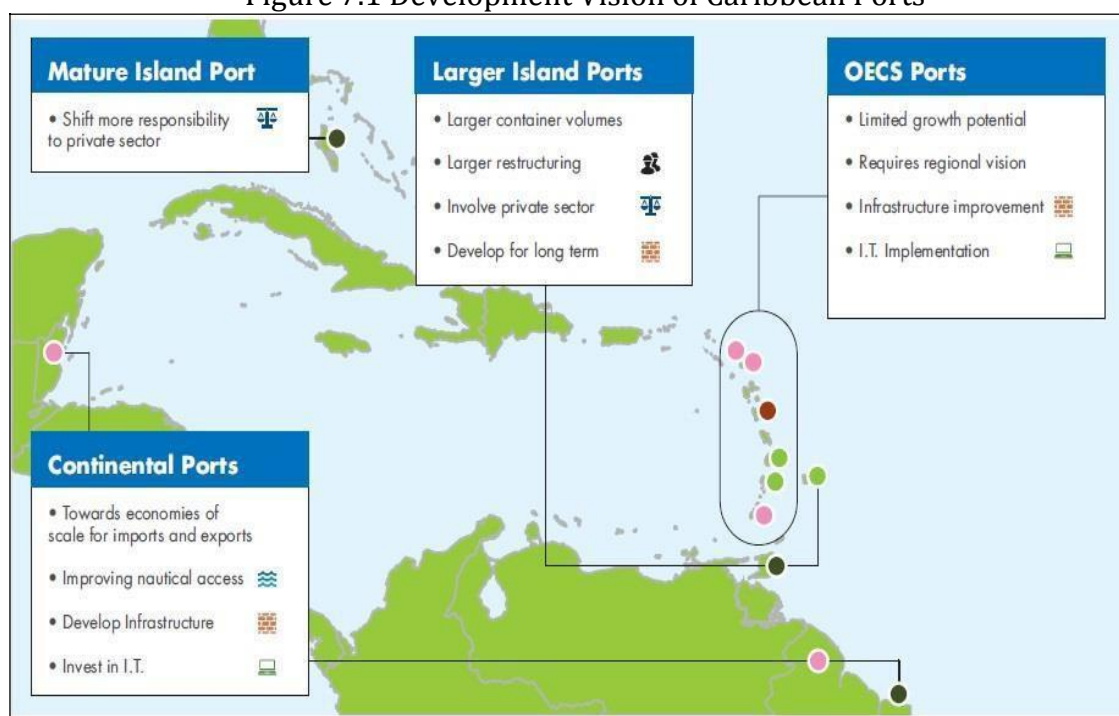 Figure 7.1 Development Vision of Caribbean Ports
Mature Island Port
• Shift more responsibility
to private sector
Larger Island Ports
• Larger container volumes
• Larger restructuring
• Involve private sector
• Develop for long term
OECS Ports
• Limited growth potential
• Requires regional vision
• Infrastructure improvement
• I.T. Implementation
Continental Ports
• Towards economies of
scale for imports and exports
• Improving nautical access
• Develop Infrastructure
• Invest in I.T.